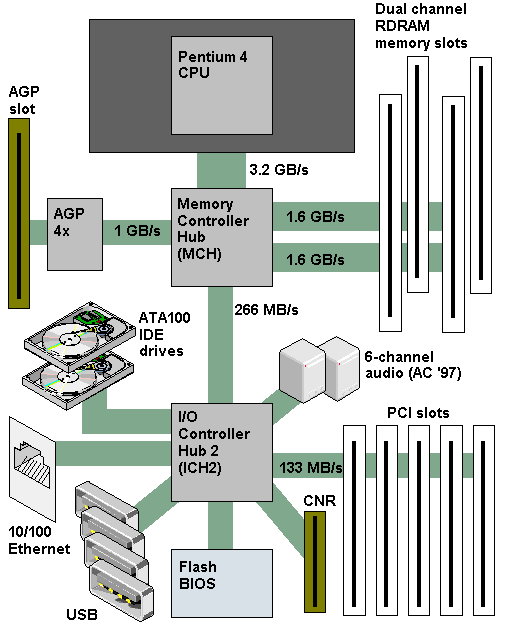 Dual channel
RDRAM
memory slots
Pentium 4
CPU
AGP
slot
3.2 GB/s
AGP
4x
1 GB/s
Memory
Controller
Hub
(MCH)
1.6 GB/s
1.6 GB/s
266 MB/s
ATA100
IDE
drives
6-channel
audio (AC '97)
I/O
Controller
Hub 2
(ICH2)
PCI slots
133 MB/s
CNR
10/100
Ethernet
Flash
BIOS
USB